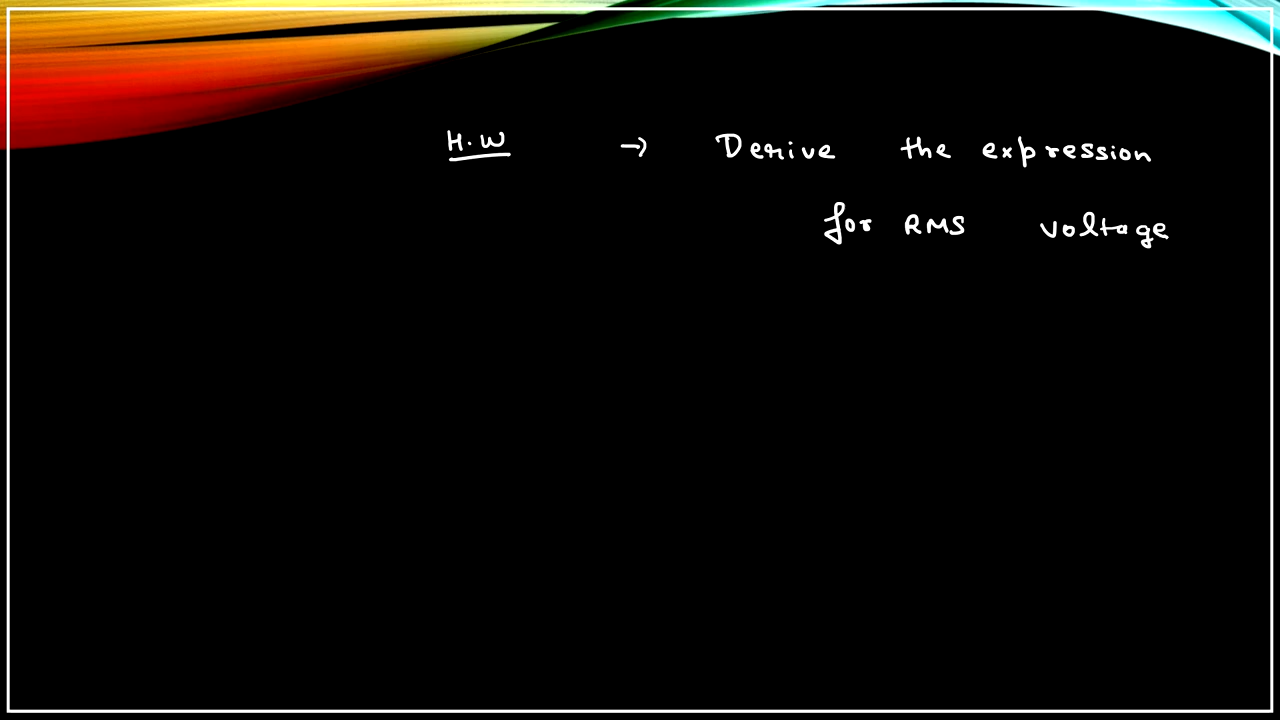 H.W → Derive the expression
for RMS voltage